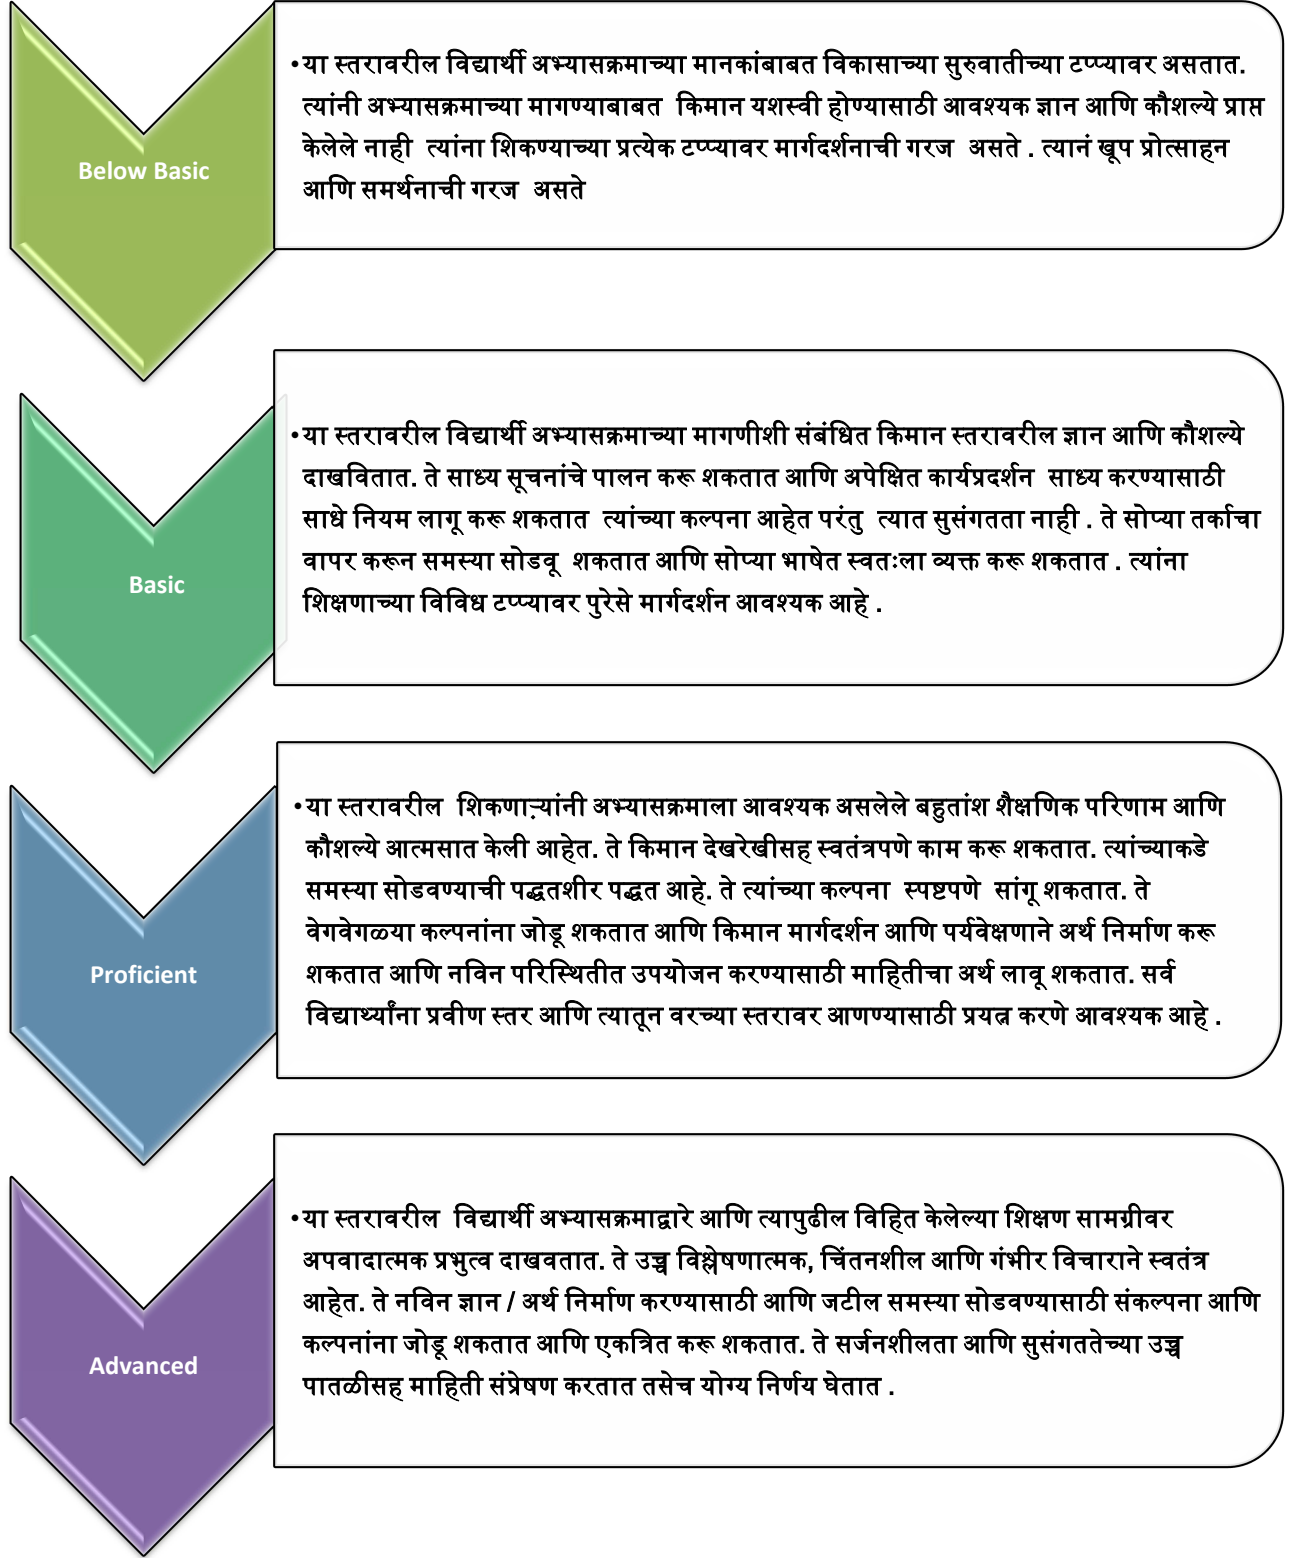 Below Basic
•या स्तरावरील विद्यार्थी अभ्यासक्रमाच्या मानकांबाबत विकासाच्या सुरुवातीच्या टप्प्यावर असतात.
त्यांनी अभ्यासक्रमाच्या मागण्याबाबत किमान यशस्वी होण्यासाठी आवश्यक ज्ञान आणि कौशल्ये प्राप्त
केलेले नाही त्यांना शिकण्याच्या प्रत्येक टप्प्यावर मार्गदर्शनाची गरज असते . त्यानं खूप प्रोत्साहन
आणि समर्थनाची गरज असते
Basic
•या स्तरावरील विद्यार्थी अभ्यासक्रमाच्या मागणीशी संबंधित किमान स्तरावरील ज्ञान आणि कौशल्ये
दाखवितात. ते साध्य सूचनांचे पालन करू शकतात आणि अपेक्षित कार्यप्रदर्शन साध्य करण्यासाठी
साधे नियम लागू करू शकतात त्यांच्या कल्पना आहेत परंतु त्यात सुसंगतता नाही . ते सोप्या तर्काचा
वापर करून समस्या सोडवू शकतात आणि सोप्या भाषेत स्वतःला व्यक्त करू शकतात . त्यांना
शिक्षणाच्या विविध टप्प्यावर पुरेसे मार्गदर्शन आवश्यक आहे .
Proficient
•या स्तरावरील शिकणाऱ्यांनी अभ्यासक्रमाला आवश्यक असलेले बहुतांश शैक्षणिक परिणाम आणि
कौशल्ये आत्मसात केली आहेत. ते किमान देखरेखीसह स्वतंत्रपणे काम करू शकतात. त्यांच्याकडे
समस्या सोडवण्याची पद्धतशीर पद्धत आहे. ते त्यांच्या कल्पना स्पष्टपणे सांगू शकतात. ते
वेगवेगळ्या कल्पनांना जोडू शकतात आणि किमान मार्गदर्शन आणि पर्यवेक्षणाने अर्थ निर्माण करू
शकतात आणि नविन परिस्थितीत उपयोजन करण्यासाठी माहितीचा अर्थ लावू शकतात. सर्व
विद्यार्थ्यांना प्रवीण स्तर आणि त्यातून वरच्या स्तरावर आणण्यासाठी प्रयत्न करणे आवश्यक आहे .
Advanced
•या स्तरावरील विद्यार्थी अभ्यासक्रमाद्वारे आणि त्यापुढील विहित केलेल्या शिक्षण सामग्रीवर
अपवादात्मक प्रभुत्व दाखवतात. ते उच्च विश्लेषणात्मक, चिंतनशील आणि गंभीर विचाराने स्वतंत्र
आहेत. ते नविन ज्ञान / अर्थ निर्माण करण्यासाठी आणि जटील समस्या सोडवण्यासाठी संकल्पना आणि
कल्पनांना जोडू शकतात आणि एकत्रित करू शकतात. ते सर्जनशीलता आणि सुसंगततेच्या उच्च
पातळीसह माहिती संप्रेषण करतात तसेच योग्य निर्णय घेतात .